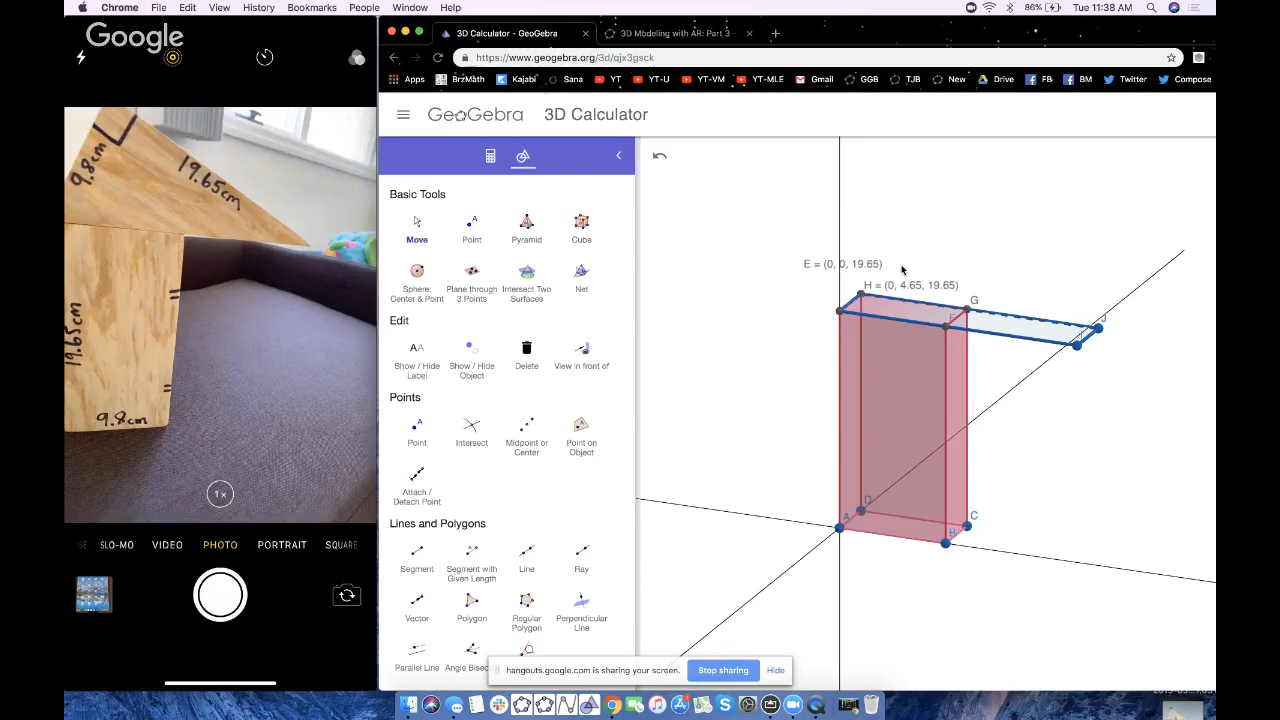 Chrome File Edit View History Bookmarks People Window Help
86% Tue 11:38 AM
Google
3D Calculator - GeoGebra
3D Modeling with AR: Part 3 -
https://www.geogebra.org/3d/qjx3gsck
Apps BrzMath Kajabi Sana YT YT-U YT-VM YT-MLE Gmail GGB TJB New Drive FB BM Twitter Compose
GeoGebra 3D Calculator
Basic Tools
Move Point Pyramid Cube
Sphere: Center & Point
Plane through 3 Points
Intersect Two Surfaces
Net
Edit
Show / Hide Label
Show / Hide Object
Delete
View in front of
Points
Point
Intersect
Midpoint or Center
Point on Object
Attach / Detach Point
Lines and Polygons
Segment
Segment with Given Length
Line
Ray
Vector
Polygon
Regular Polygon
Perpendicular Line
Parallel Line
E = (0, 0, 19.65)
H = (0, 4.65, 19.65)
G
F
J
A
D
C
B
9.8cm
19.65cm
19.65cm
9.8cm
1x
SLO-MO VIDEO PHOTO PORTRAIT SQUARE
hangouts.google.com is sharing your screen. Stop sharing Hide